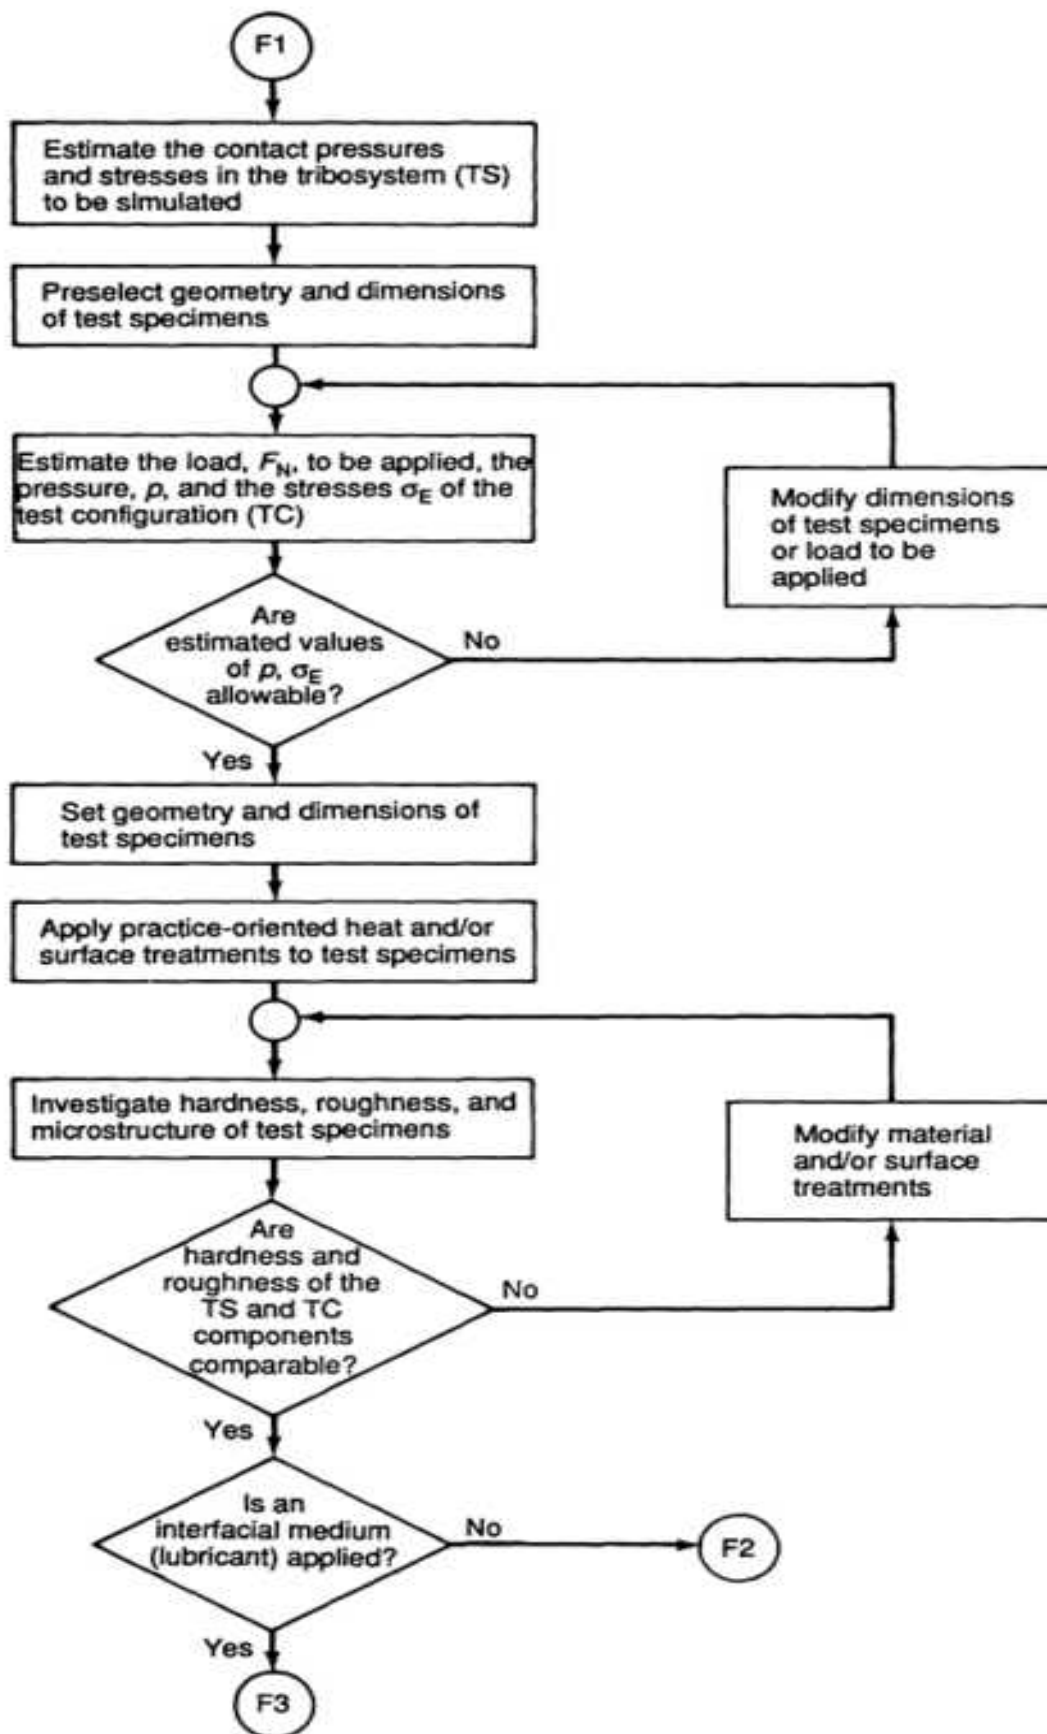 F1
Estimate the contact pressures
and stresses in the tribosystem (TS)
to be simulated
Preselect geometry and dimensions
of test specimens
Estimate the load, F_N, to be applied, the
pressure, p, and the stresses σ_E of the
test configuration (TC)
Modify dimensions
of test specimens
or load to be
applied
Are
estimated values
of p, σ_E
allowable?
No
Yes
Set geometry and dimensions of
test specimens
Apply practice-oriented heat and/or
surface treatments to test specimens
Investigate hardness, roughness, and
microstructure of test specimens
Modify material
and/or surface
treatments
Are
hardness and
roughness of the
TS and TC
components
comparable?
No
Yes
Is an
interfacial medium
(lubricant) applied?
No
F2
Yes
F3